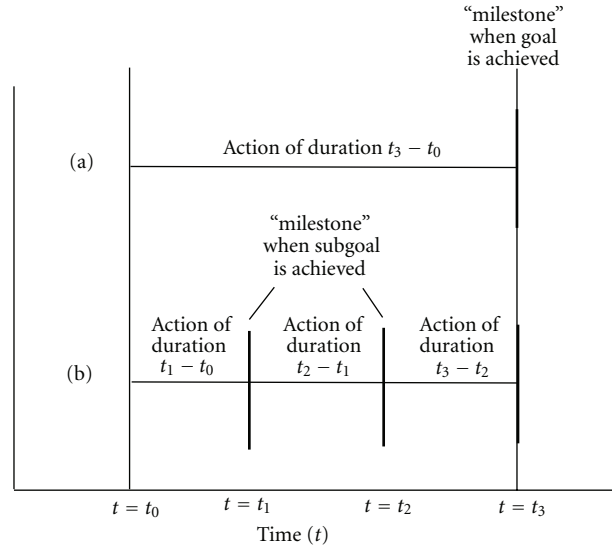 “milestone”
when goal
is achieved
(a)
Action of duration t₃ − t₀
“milestone”
when subgoal
is achieved
(b)
Action of
duration
t₁ − t₀
Action of
duration
t₂ − t₁
Action of
duration
t₃ − t₂
t = t₀
t = t₁
t = t₂
t = t₃
Time (t)